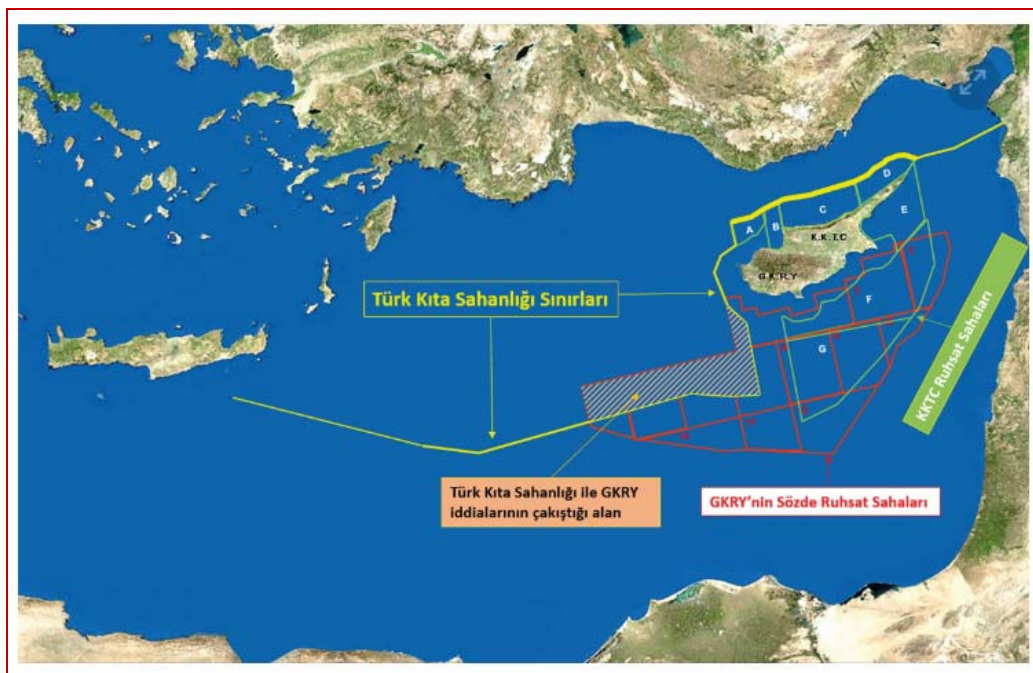 D
C
A
B
E
K.K.T.C
G.K.R.Y
Türk Kıta Sahanlığı Sınırları
F
G
KKTC Ruhsat Sahaları
Türk Kıta Sahanlığı ile GKRY
iddialarının çakıştığı alan
GKRY'nin Sözde Ruhsat Sahaları